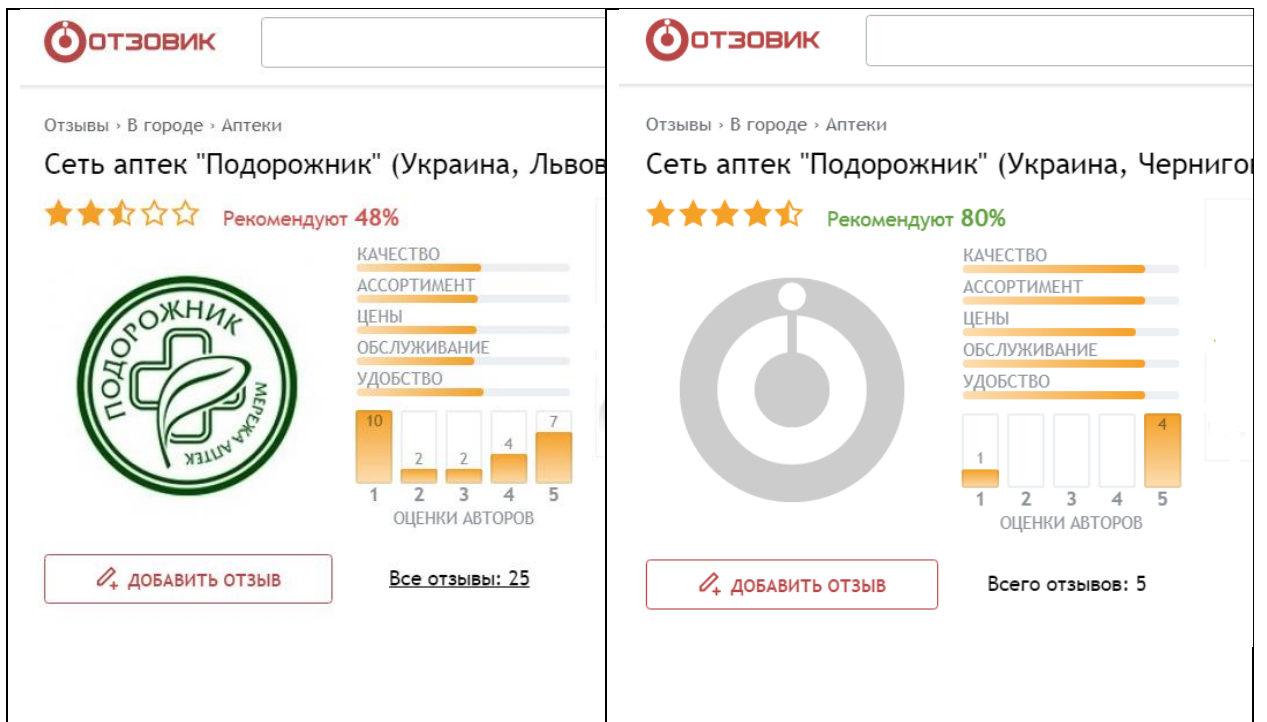 ОТЗОВИК
Отзывы › В городе › Аптеки
Сеть аптек "Подорожник" (Украина, Львов
Рекомендуют 48%
ПОДОРОЖНИК
МЕРЕЖА АПТЕК
КАЧЕСТВО
АССОРТИМЕНТ
ЦЕНЫ
ОБСЛУЖИВАНИЕ
УДОБСТВО
10 2 2 4 7
1 2 3 4 5
ОЦЕНКИ АВТОРОВ
ДОБАВИТЬ ОТЗЫВ
Все отзывы: 25
ОТЗОВИК
Отзывы › В городе › Аптеки
Сеть аптек "Подорожник" (Украина, Черниго
Рекомендуют 80%
КАЧЕСТВО
АССОРТИМЕНТ
ЦЕНЫ
ОБСЛУЖИВАНИЕ
УДОБСТВО
1 4
1 2 3 4 5
ОЦЕНКИ АВТОРОВ
ДОБАВИТЬ ОТЗЫВ
Всего отзывов: 5